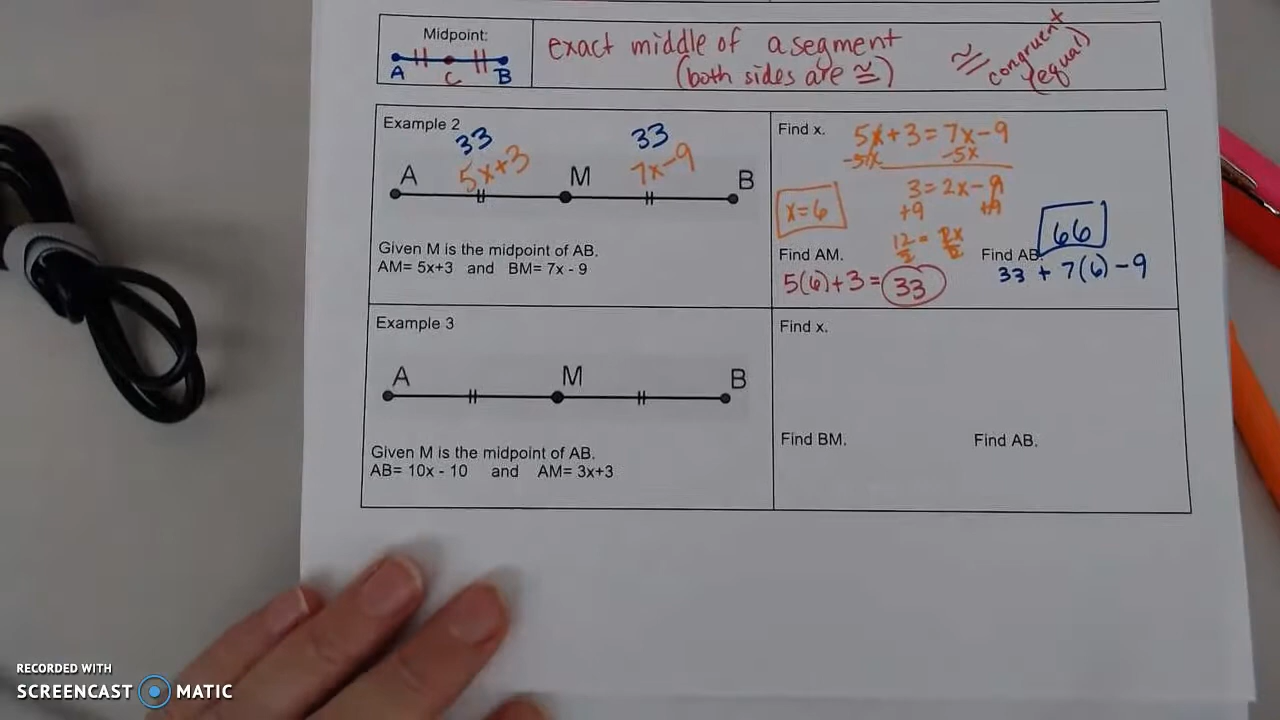 Midpoint:
A C B
exact middle of a segment
(both sides are ≅)
≅ congruent
(equal)
Example 2
33 33
5x+3 7x-9
A M B
Given M is the midpoint of AB.
AM= 5x+3 and BM= 7x - 9
Find x.
5x+3=7x-9
-5x -5x
3=2x-9
+9 +9
12/2 = 2x/2
x=6
Find AM.
5(6)+3=33
Find AB.
66
33 + 7(6) - 9
Example 3
A M B
Given M is the midpoint of AB.
AB= 10x - 10 and AM= 3x+3
Find x.
Find BM. Find AB.
RECORDED WITH
SCREENCAST MATIC